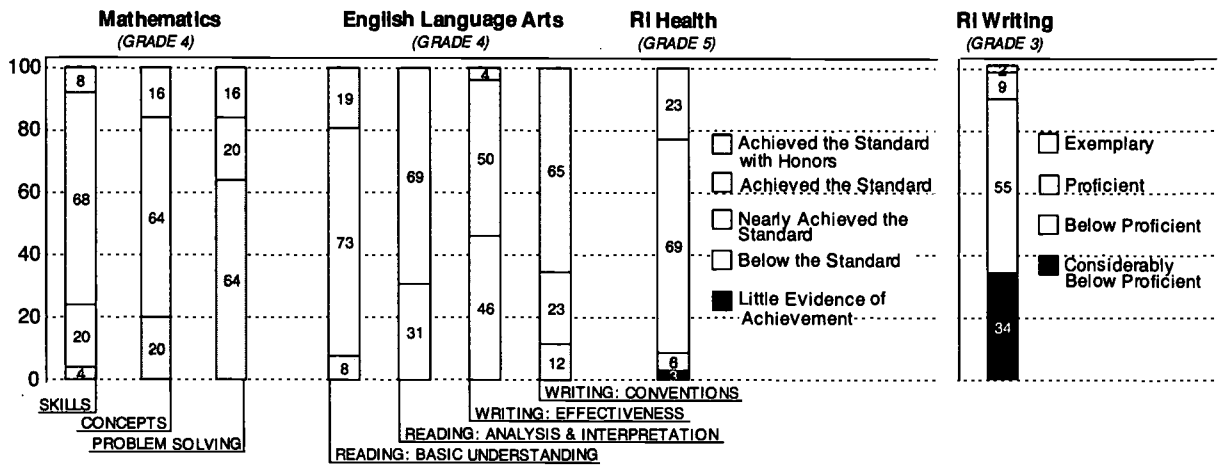 Mathematics
(GRADE 4)
English Language Arts
(GRADE 4)
RI Health
(GRADE 5)
RI Writing
(GRADE 3)
100
80
60
40
20
0
8
68
20
4
16
64
20
16
20
64
19
73
8
69
31
4
50
46
65
23
12
23
69
6
3
Achieved the Standard
with Honors
Achieved the Standard
Nearly Achieved the
Standard
Below the Standard
Little Evidence of
Achievement
2
9
55
34
Exemplary
Proficient
Below Proficient
Considerably
Below Proficient
SKILLS
CONCEPTS
PROBLEM SOLVING
WRITING: CONVENTIONS
WRITING: EFFECTIVENESS
READING: ANALYSIS & INTERPRETATION
READING: BASIC UNDERSTANDING